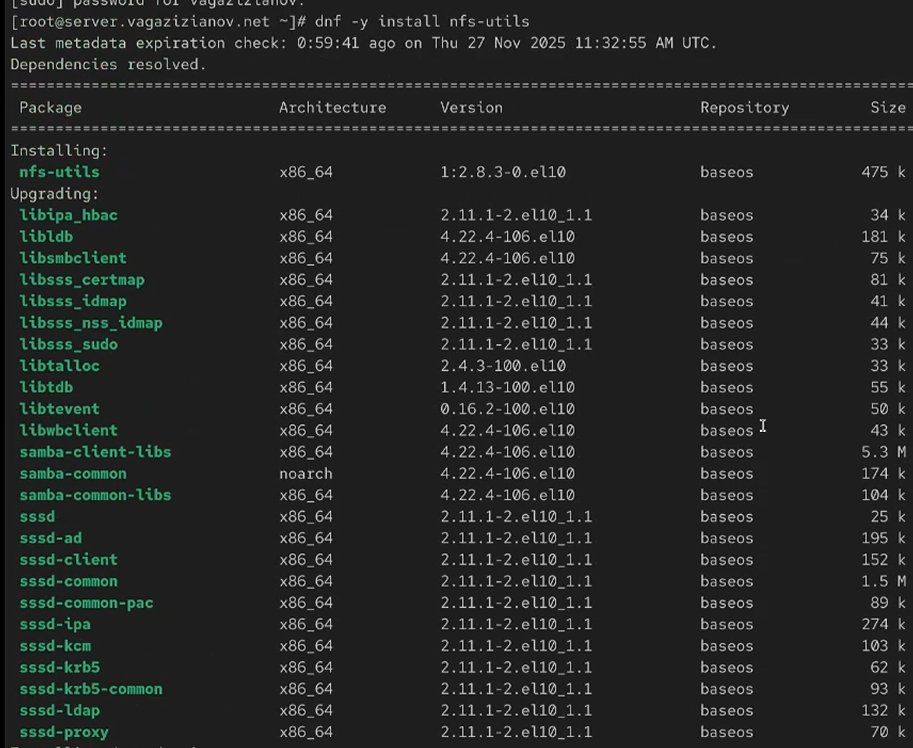 [sudo] password for vagazizianov:
[root@server.vagazizianov.net ~]# dnf -y install nfs-utils
Last metadata expiration check: 0:59:41 ago on Thu 27 Nov 2025 11:32:55 AM UTC.
Dependencies resolved.
================================================================================
Package Architecture Version Repository Size
================================================================================
Installing:
nfs-utils x86_64 1:2.8.3-0.el10 baseos 475 k
Upgrading:
libipa_hbac x86_64 2.11.1-2.el10_1.1 baseos 34 k
libldb x86_64 4.22.4-106.el10 baseos 181 k
libsmbclient x86_64 4.22.4-106.el10 baseos 75 k
libsss_certmap x86_64 2.11.1-2.el10_1.1 baseos 81 k
libsss_idmap x86_64 2.11.1-2.el10_1.1 baseos 41 k
libsss_nss_idmap x86_64 2.11.1-2.el10_1.1 baseos 44 k
libsss_sudo x86_64 2.11.1-2.el10_1.1 baseos 33 k
libtalloc x86_64 2.4.3-100.el10 baseos 33 k
libtdb x86_64 1.4.13-100.el10 baseos 55 k
libtevent x86_64 0.16.2-100.el10 baseos 50 k
libwbclient x86_64 4.22.4-106.el10 baseos 43 k
samba-client-libs x86_64 4.22.4-106.el10 baseos 5.3 M
samba-common noarch 4.22.4-106.el10 baseos 174 k
samba-common-libs x86_64 4.22.4-106.el10 baseos 104 k
sssd x86_64 2.11.1-2.el10_1.1 baseos 25 k
sssd-ad x86_64 2.11.1-2.el10_1.1 baseos 195 k
sssd-client x86_64 2.11.1-2.el10_1.1 baseos 152 k
sssd-common x86_64 2.11.1-2.el10_1.1 baseos 1.5 M
sssd-common-pac x86_64 2.11.1-2.el10_1.1 baseos 89 k
sssd-ipa x86_64 2.11.1-2.el10_1.1 baseos 274 k
sssd-kcm x86_64 2.11.1-2.el10_1.1 baseos 103 k
sssd-krb5 x86_64 2.11.1-2.el10_1.1 baseos 62 k
sssd-krb5-common x86_64 2.11.1-2.el10_1.1 baseos 93 k
sssd-ldap x86_64 2.11.1-2.el10_1.1 baseos 132 k
sssd-proxy x86_64 2.11.1-2.el10_1.1 baseos 70 k